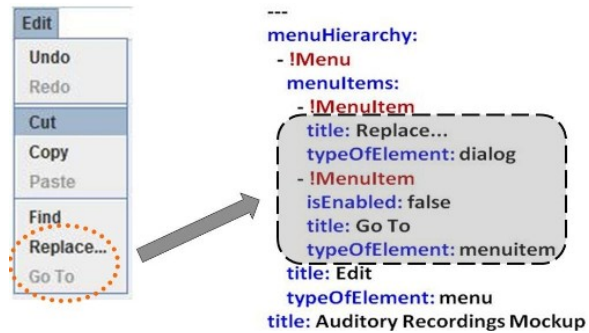 Edit
Undo
Redo
Cut
Copy
Paste
Find
Replace...
Go To
---
menuHierarchy:
- !Menu
menuItems:
- !MenuItem
title: Replace...
typeOfElement: dialog
- !MenuItem
isEnabled: false
title: Go To
typeOfElement: menuitem
title: Edit
typeOfElement: menu
title: Auditory Recordings Mockup